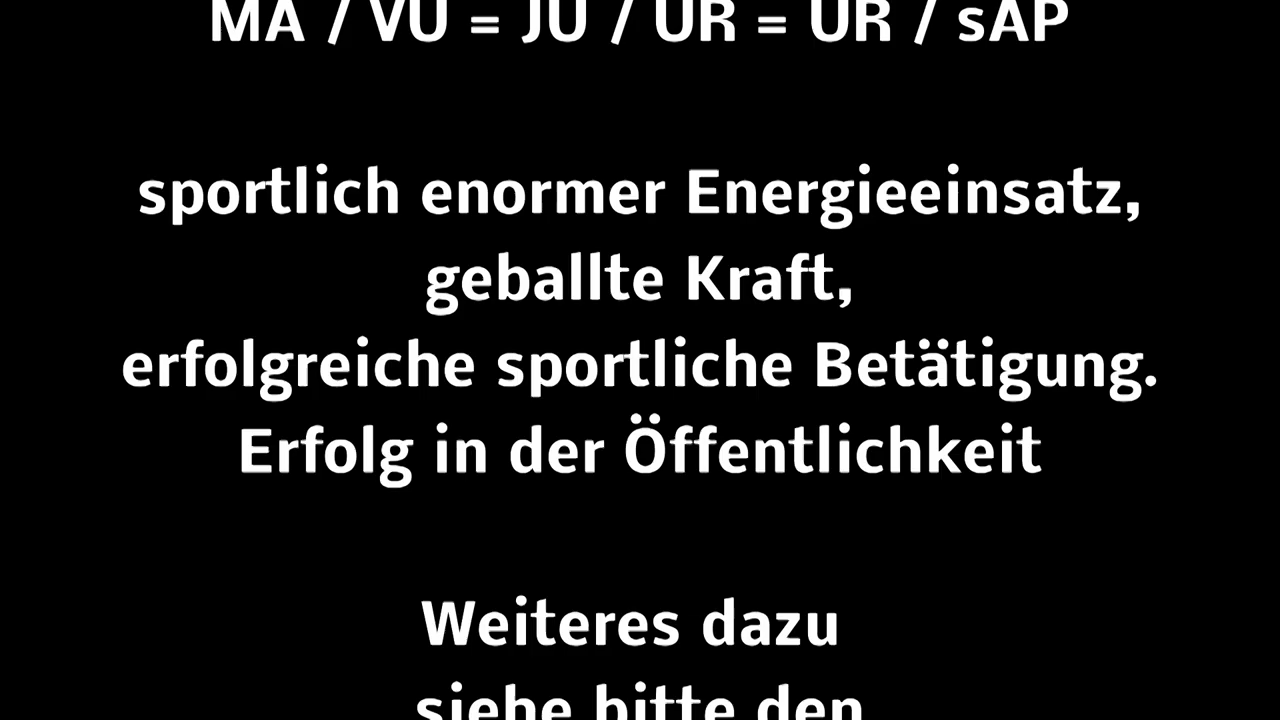 MA / VU = JU / UR = UR / sAP
sportlich enormer Energieeinsatz,
geballte Kraft,
erfolgreiche sportliche Betätigung.
Erfolg in der Öffentlichkeit
Weiteres dazu
siehe bitte den